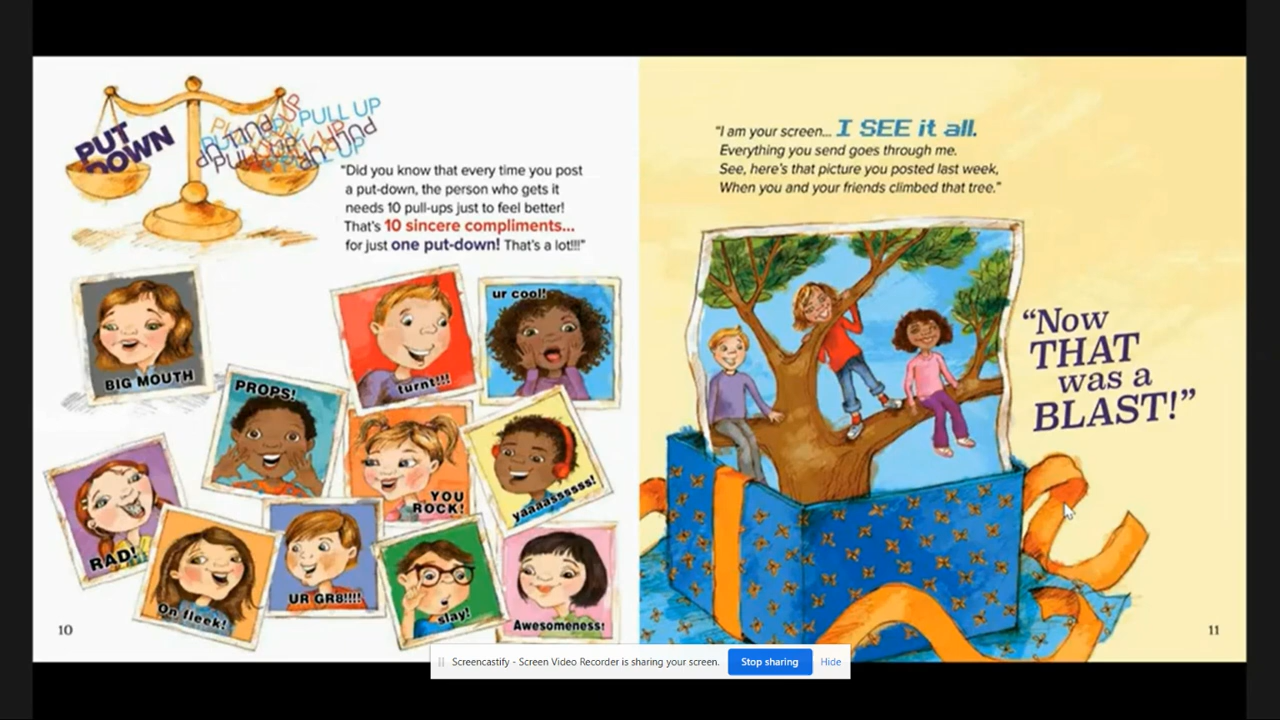 PUT
DOWN
PULL UP
"Did you know that every time you post
a put-down, the person who gets it
needs 10 pull-ups just to feel better!
That's 10 sincere compliments...
for just one put-down! That's a lot!!!"
BIG MOUTH
turnt!!!
ur cool!
PROPS!
YOU
ROCK!
yaaaasssss!
RAD!
On fleek!
UR GR8!!!!
slay!
Awesomeness!
10
"I am your screen... I SEE it all.
Everything you send goes through me.
See, here's that picture you posted last week,
When you and your friends climbed that tree."
"Now
THAT
was a
BLAST!"
11
Screencastify - Screen Video Recorder is sharing your screen.
Stop sharing
Hide